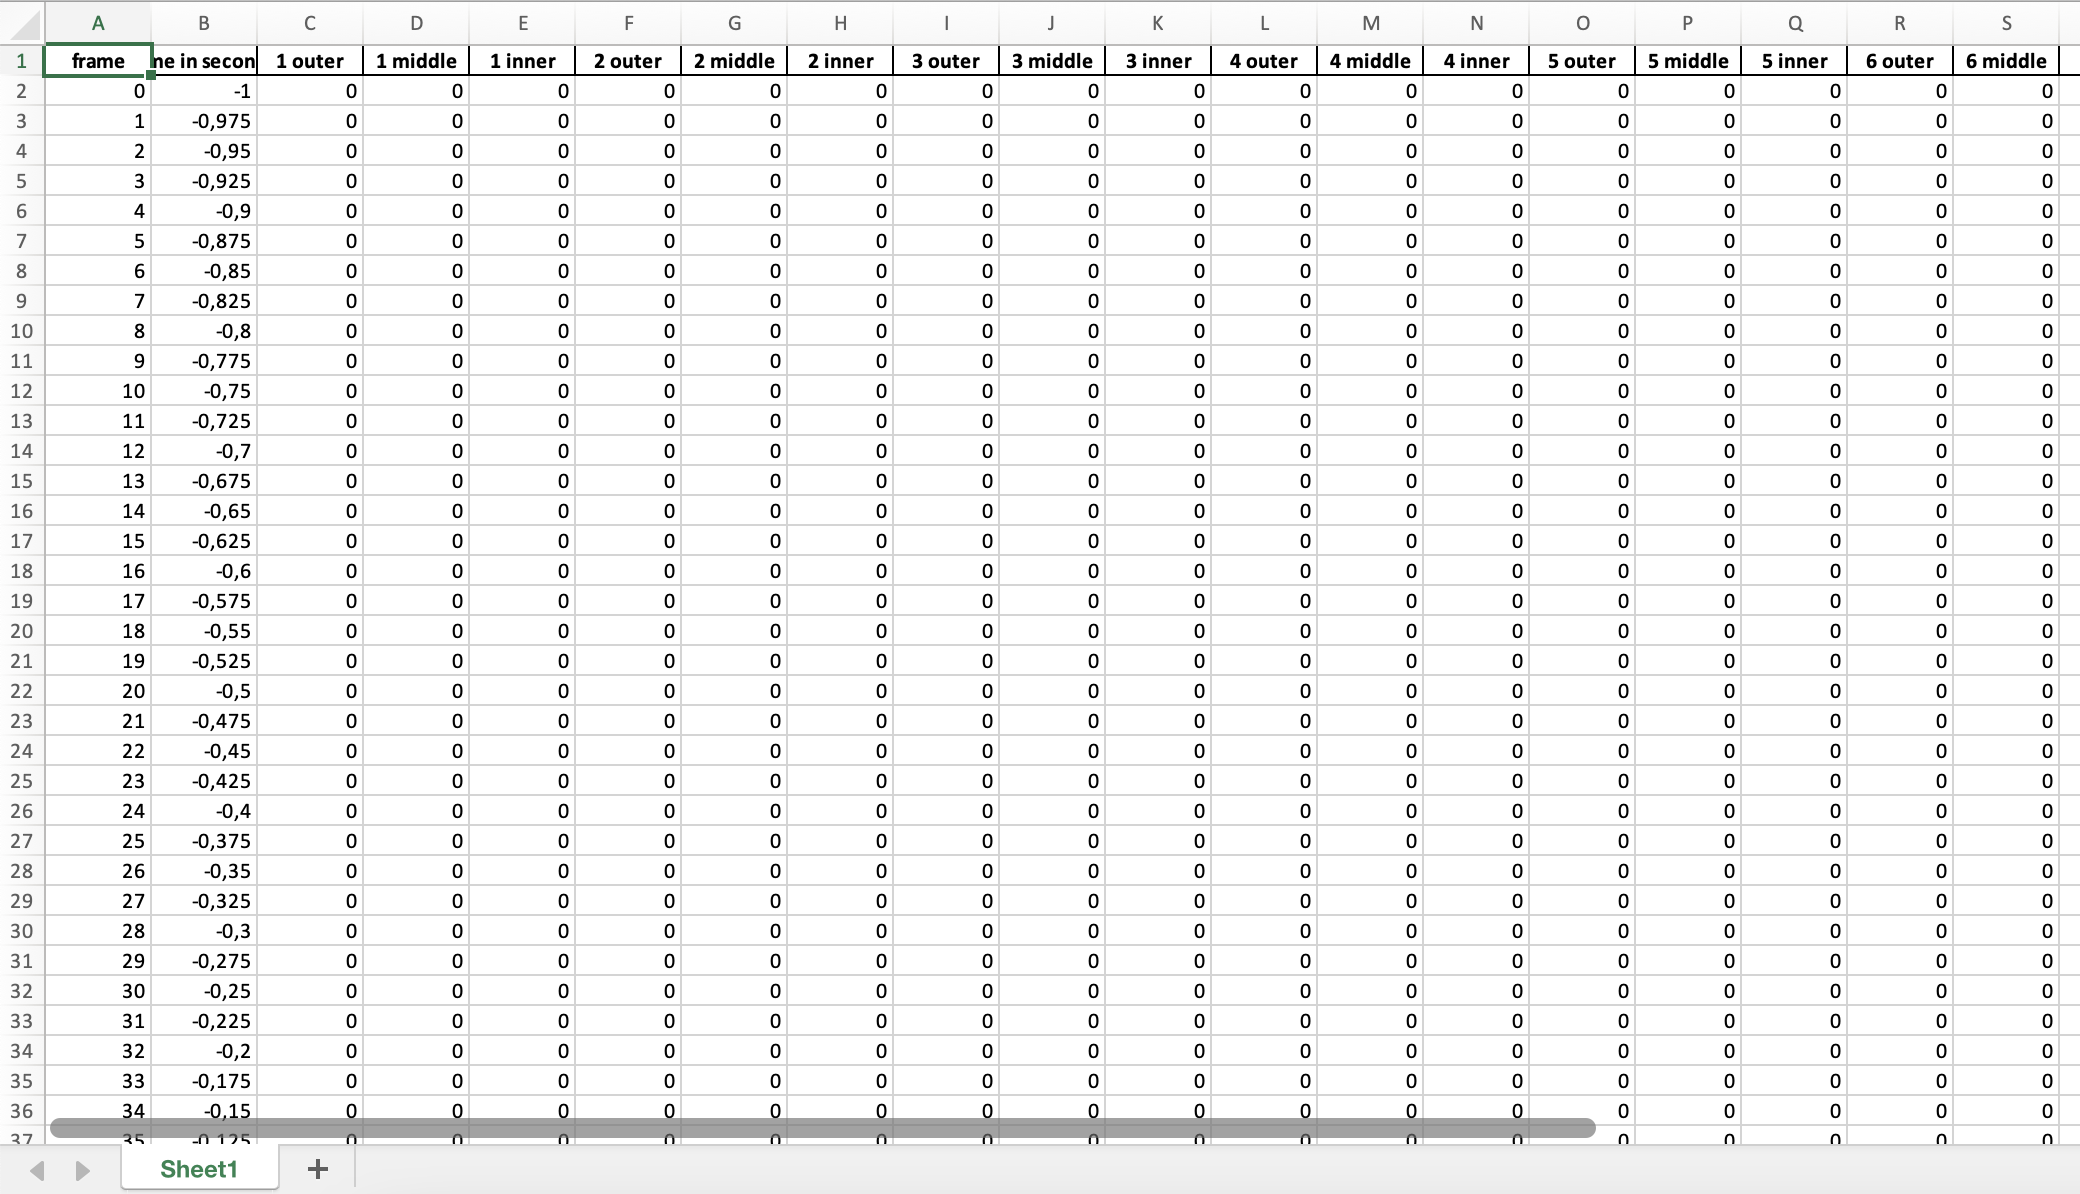 A B C D E F G H I J K L M N O P Q R S
1 frame ne in secon 1 outer 1 middle 1 inner 2 outer 2 middle 2 inner 3 outer 3 middle 3 inner 4 outer 4 middle 4 inner 5 outer 5 middle 5 inner 6 outer 6 middle
2 0 -1 0 0 0 0 0 0 0 0 0 0 0 0 0 0 0 0 0
3 1 -0,975 0 0 0 0 0 0 0 0 0 0 0 0 0 0 0 0 0
4 2 -0,95 0 0 0 0 0 0 0 0 0 0 0 0 0 0 0 0 0
5 3 -0,925 0 0 0 0 0 0 0 0 0 0 0 0 0 0 0 0 0
6 4 -0,9 0 0 0 0 0 0 0 0 0 0 0 0 0 0 0 0 0
7 5 -0,875 0 0 0 0 0 0 0 0 0 0 0 0 0 0 0 0 0
8 6 -0,85 0 0 0 0 0 0 0 0 0 0 0 0 0 0 0 0 0
9 7 -0,825 0 0 0 0 0 0 0 0 0 0 0 0 0 0 0 0 0
10 8 -0,8 0 0 0 0 0 0 0 0 0 0 0 0 0 0 0 0 0
11 9 -0,775 0 0 0 0 0 0 0 0 0 0 0 0 0 0 0 0 0
12 10 -0,75 0 0 0 0 0 0 0 0 0 0 0 0 0 0 0 0 0
13 11 -0,725 0 0 0 0 0 0 0 0 0 0 0 0 0 0 0 0 0
14 12 -0,7 0 0 0 0 0 0 0 0 0 0 0 0 0 0 0 0 0
15 13 -0,675 0 0 0 0 0 0 0 0 0 0 0 0 0 0 0 0 0
16 14 -0,65 0 0 0 0 0 0 0 0 0 0 0 0 0 0 0 0 0
17 15 -0,625 0 0 0 0 0 0 0 0 0 0 0 0 0 0 0 0 0
18 16 -0,6 0 0 0 0 0 0 0 0 0 0 0 0 0 0 0 0 0
19 17 -0,575 0 0 0 0 0 0 0 0 0 0 0 0 0 0 0 0 0
20 18 -0,55 0 0 0 0 0 0 0 0 0 0 0 0 0 0 0 0 0
21 19 -0,525 0 0 0 0 0 0 0 0 0 0 0 0 0 0 0 0 0
22 20 -0,5 0 0 0 0 0 0 0 0 0 0 0 0 0 0 0 0 0
23 21 -0,475 0 0 0 0 0 0 0 0 0 0 0 0 0 0 0 0 0
24 22 -0,45 0 0 0 0 0 0 0 0 0 0 0 0 0 0 0 0 0
25 23 -0,425 0 0 0 0 0 0 0 0 0 0 0 0 0 0 0 0 0
26 24 -0,4 0 0 0 0 0 0 0 0 0 0 0 0 0 0 0 0 0
27 25 -0,375 0 0 0 0 0 0 0 0 0 0 0 0 0 0 0 0 0
28 26 -0,35 0 0 0 0 0 0 0 0 0 0 0 0 0 0 0 0 0
29 27 -0,325 0 0 0 0 0 0 0 0 0 0 0 0 0 0 0 0 0
30 28 -0,3 0 0 0 0 0 0 0 0 0 0 0 0 0 0 0 0 0
31 29 -0,275 0 0 0 0 0 0 0 0 0 0 0 0 0 0 0 0 0
32 30 -0,25 0 0 0 0 0 0 0 0 0 0 0 0 0 0 0 0 0
33 31 -0,225 0 0 0 0 0 0 0 0 0 0 0 0 0 0 0 0 0
34 32 -0,2 0 0 0 0 0 0 0 0 0 0 0 0 0 0 0 0 0
35 33 -0,175 0 0 0 0 0 0 0 0 0 0 0 0 0 0 0 0 0
36 34 -0,15 0 0 0 0 0 0 0 0 0 0 0 0 0 0 0 0 0
37 35 -0,125 0 0 0 0 0 0 0 0 0 0 0 0 0 0 0 0 0
Sheet1 +